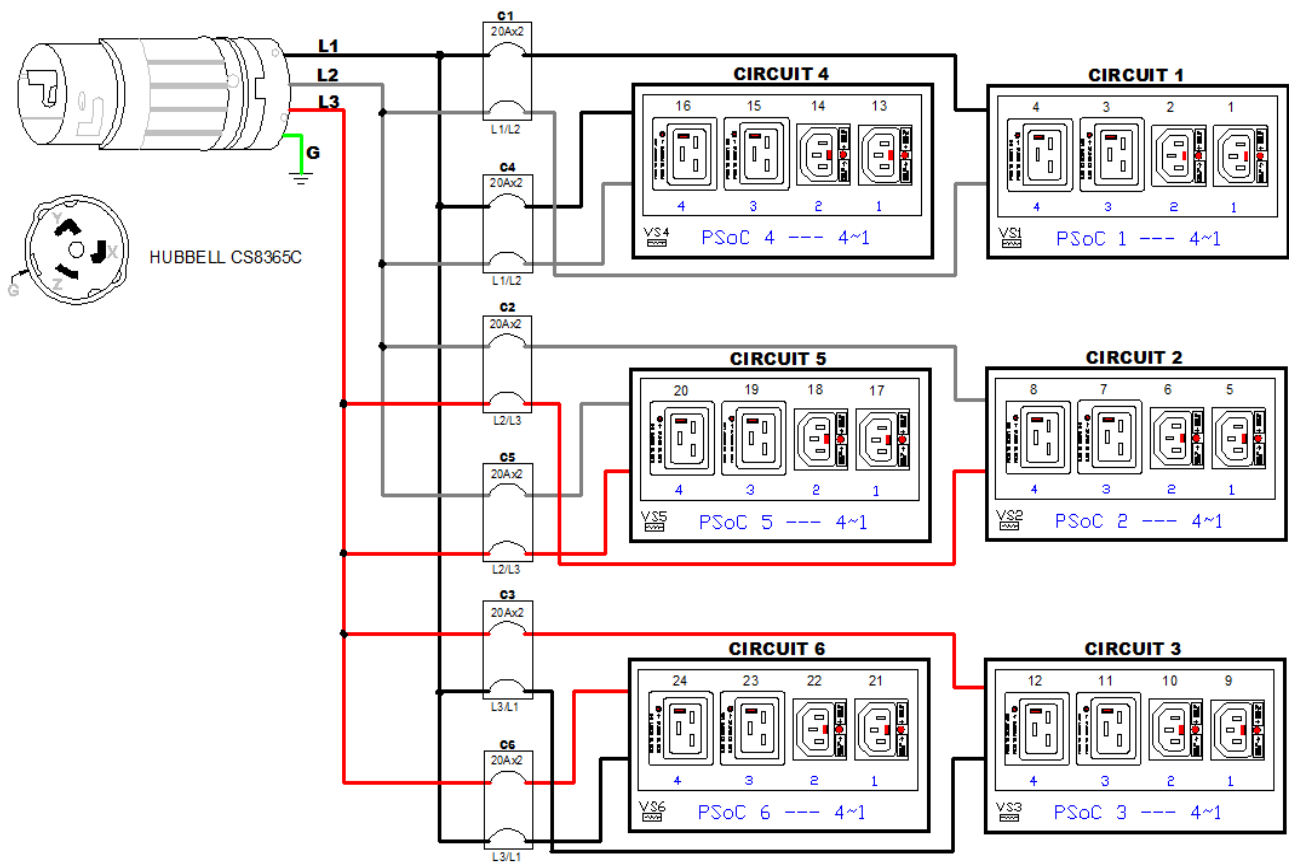 C1
20Ax2
L1/L2
L1
L2
L3
G
HUBBELL CS8365C
Y
X
Z
G
C4
20Ax2
L1/L2
CIRCUIT 4
16 15 14 13
4 3 2 1
VS4
PSoC 4 --- 4~1
CIRCUIT 1
4 3 2 1
4 3 2 1
VS1
PSoC 1 --- 4~1
C2
20Ax2
L2/L3
C5
20Ax2
L2/L3
CIRCUIT 5
20 19 18 17
4 3 2 1
VS5
PSoC 5 --- 4~1
CIRCUIT 2
8 7 6 5
4 3 2 1
VS2
PSoC 2 --- 4~1
C3
20Ax2
L3/L1
C6
20Ax2
L3/L1
CIRCUIT 6
24 23 22 21
4 3 2 1
VS6
PSoC 6 --- 4~1
CIRCUIT 3
12 11 10 9
4 3 2 1
VS3
PSoC 3 --- 4~1